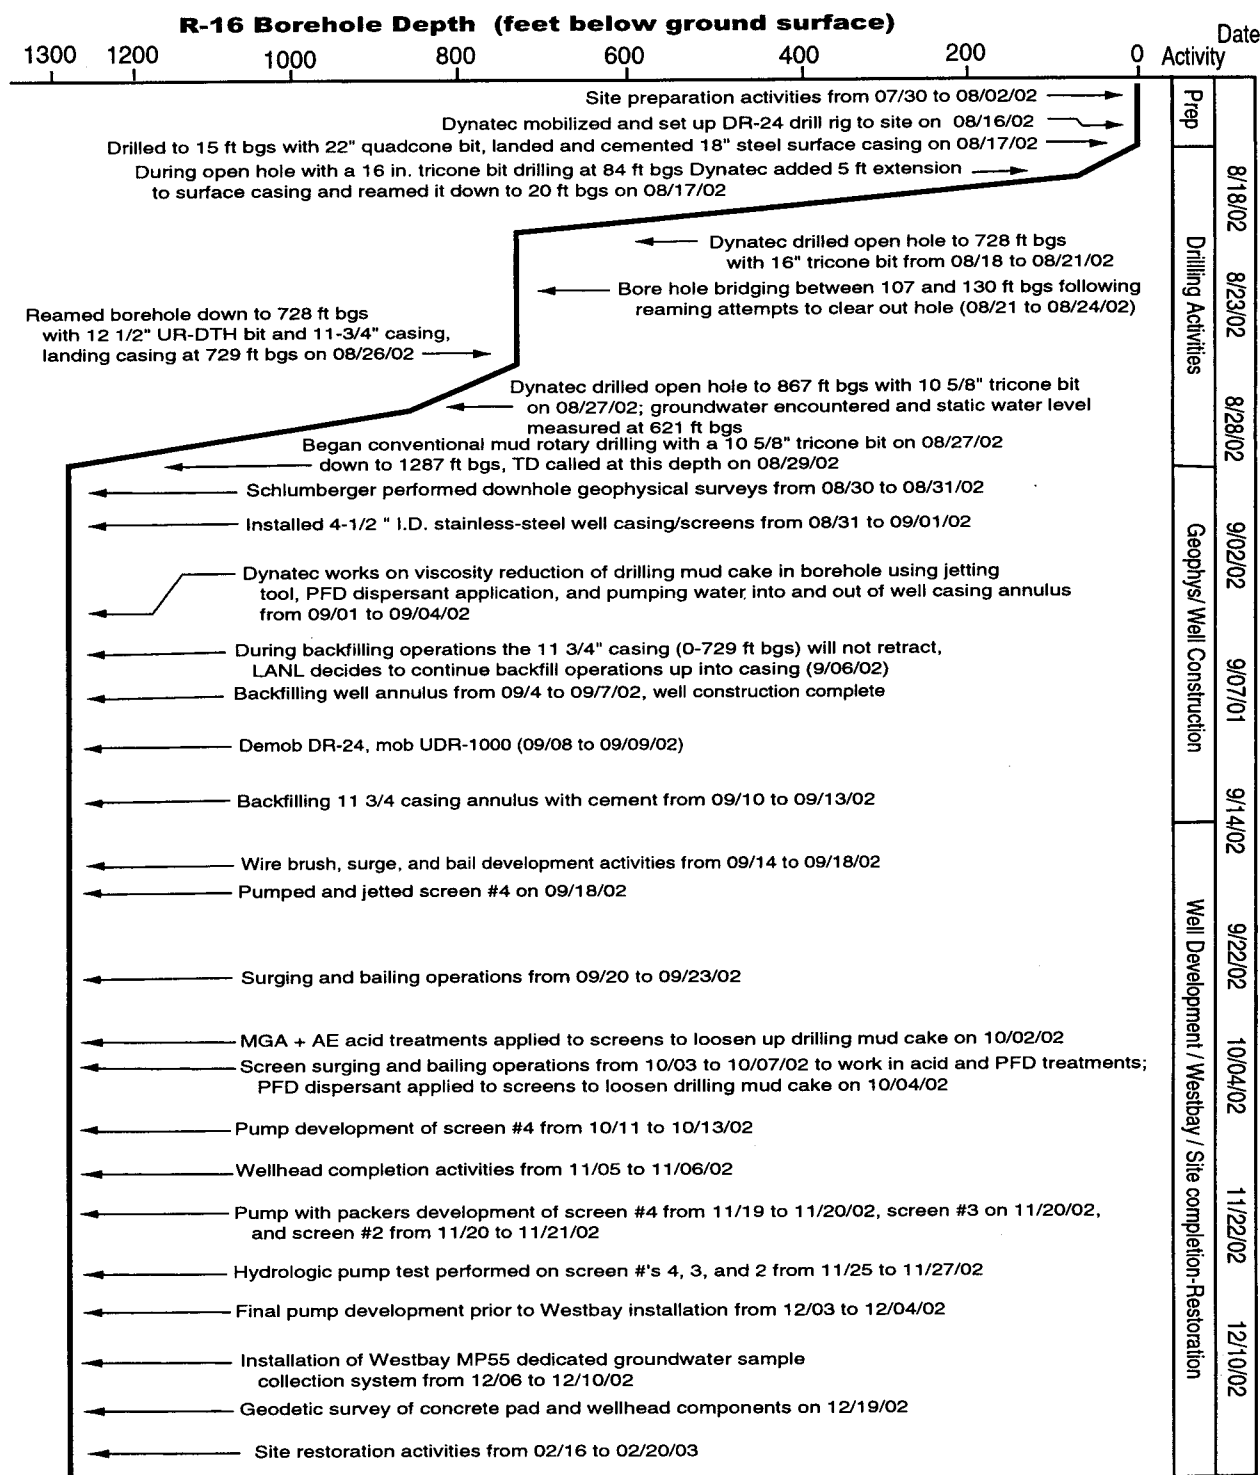 R-16 Borehole Depth (feet below ground surface)
Date
1300 1200 1000 800 600 400 200 0 Activity
Site preparation activities from 07/30 to 08/02/02
Prep
Dynatec mobilized and set up DR-24 drill rig to site on 08/16/02
Drilled to 15 ft bgs with 22" quadcone bit, landed and cemented 18" steel surface casing on 08/17/02
During open hole with a 16 in. tricone bit drilling at 84 ft bgs Dynatec added 5 ft extension
to surface casing and reamed it down to 20 ft bgs on 08/17/02
8/18/02
Dynatec drilled open hole to 728 ft bgs
with 16" tricone bit from 08/18 to 08/21/02
Drillling Activities
Bore hole bridging between 107 and 130 ft bgs following
reaming attempts to clear out hole (08/21 to 08/24/02)
8/23/02
Reamed borehole down to 728 ft bgs
with 12 1/2" UR-DTH bit and 11-3/4" casing,
landing casing at 729 ft bgs on 08/26/02
Dynatec drilled open hole to 867 ft bgs with 10 5/8" tricone bit
on 08/27/02; groundwater encountered and static water level
measured at 621 ft bgs
8/28/02
Began conventional mud rotary drilling with a 10 5/8" tricone bit on 08/27/02
down to 1287 ft bgs, TD called at this depth on 08/29/02
Schlumberger performed downhole geophysical surveys from 08/30 to 08/31/02
Installed 4-1/2 " I.D. stainless-steel well casing/screens from 08/31 to 09/01/02
9/02/02
Geophys/ Well Construction
Dynatec works on viscosity reduction of drilling mud cake in borehole using jetting
tool, PFD dispersant application, and pumping water into and out of well casing annulus
from 09/01 to 09/04/02
During backfilling operations the 11 3/4" casing (0-729 ft bgs) will not retract,
LANL decides to continue backfill operations up into casing (9/06/02)
Backfilling well annulus from 09/4 to 09/7/02, well construction complete
9/07/01
Demob DR-24, mob UDR-1000 (09/08 to 09/09/02)
Backfilling 11 3/4 casing annulus with cement from 09/10 to 09/13/02
9/14/02
Wire brush, surge, and bail development activities from 09/14 to 09/18/02
Pumped and jetted screen #4 on 09/18/02
9/22/02
Well Development / Westbay / Site completion-Restoration
Surging and bailing operations from 09/20 to 09/23/02
MGA + AE acid treatments applied to screens to loosen up drilling mud cake on 10/02/02
Screen surging and bailing operations from 10/03 to 10/07/02 to work in acid and PFD treatments;
PFD dispersant applied to screens to loosen drilling mud cake on 10/04/02
10/04/02
Pump development of screen #4 from 10/11 to 10/13/02
Wellhead completion activities from 11/05 to 11/06/02
Pump with packers development of screen #4 from 11/19 to 11/20/02, screen #3 on 11/20/02,
and screen #2 from 11/20 to 11/21/02
11/22/02
Hydrologic pump test performed on screen #'s 4, 3, and 2 from 11/25 to 11/27/02
Final pump development prior to Westbay installation from 12/03 to 12/04/02
Installation of Westbay MP55 dedicated groundwater sample
collection system from 12/06 to 12/10/02
12/10/02
Geodetic survey of concrete pad and wellhead components on 12/19/02
Site restoration activities from 02/16 to 02/20/03